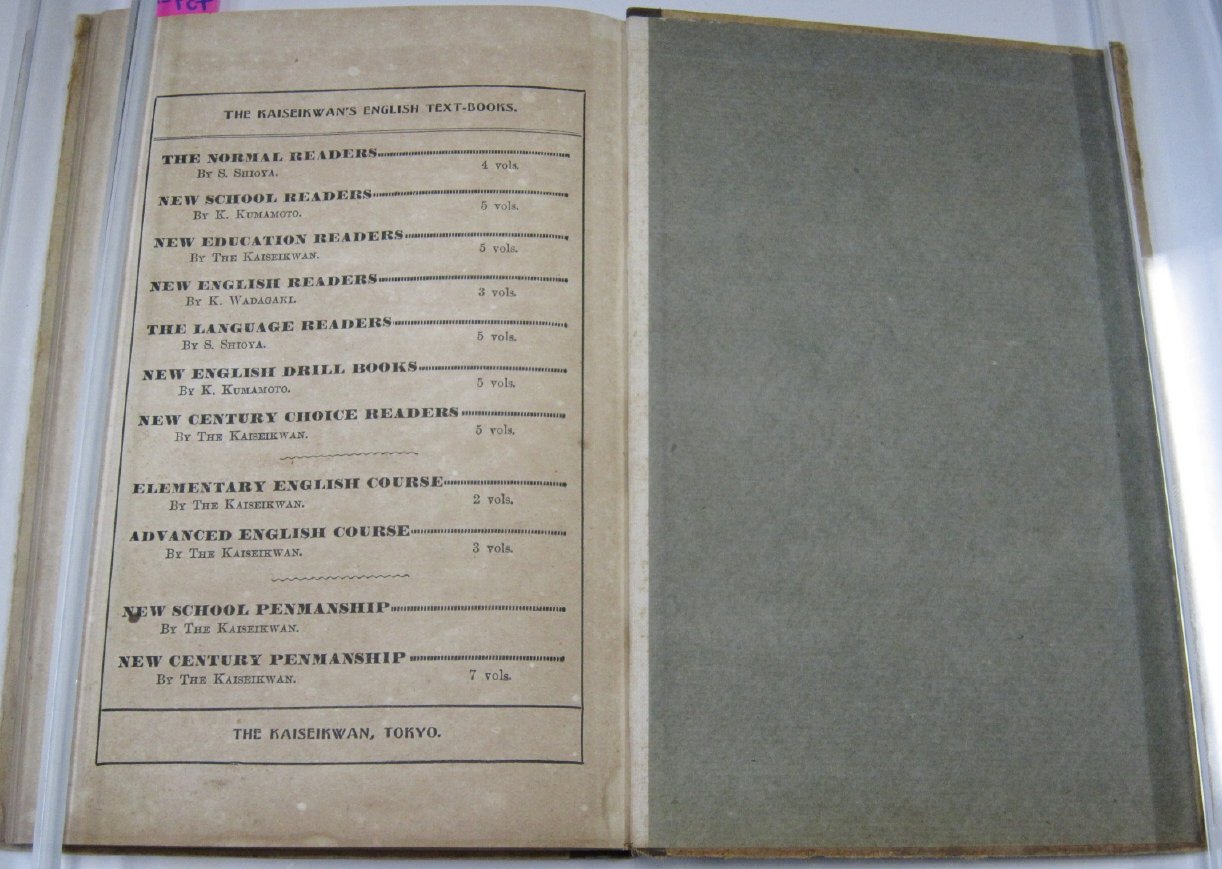 THE KAISEIKWAN'S ENGLISH TEXT-BOOKS.
THE NORMAL READERS 4 vols.
BY S. SHIOYA.
NEW SCHOOL READERS 5 vols.
BY K. KUMAMOTO.
NEW EDUCATION READERS 5 vols.
BY THE KAISEIKWAN.
NEW ENGLISH READERS 3 vols.
BY K. WADAGAKI.
THE LANGUAGE READERS 5 vols.
BY S. SHIOYA.
NEW ENGLISH DRILL BOOKS 5 vols.
BY K. KUMAMOTO.
NEW CENTURY CHOICE READERS 5 vols.
BY THE KAISEIKWAN.
ELEMENTARY ENGLISH COURSE 2 vols.
BY THE KAISEIKWAN.
ADVANCED ENGLISH COURSE 3 vols.
BY THE KAISEIKWAN.
NEW SCHOOL PENMANSHIP
BY THE KAISEIKWAN.
NEW CENTURY PENMANSHIP 7 vols.
BY THE KAISEIKWAN.
THE KAISEIKWAN, TOKYO.